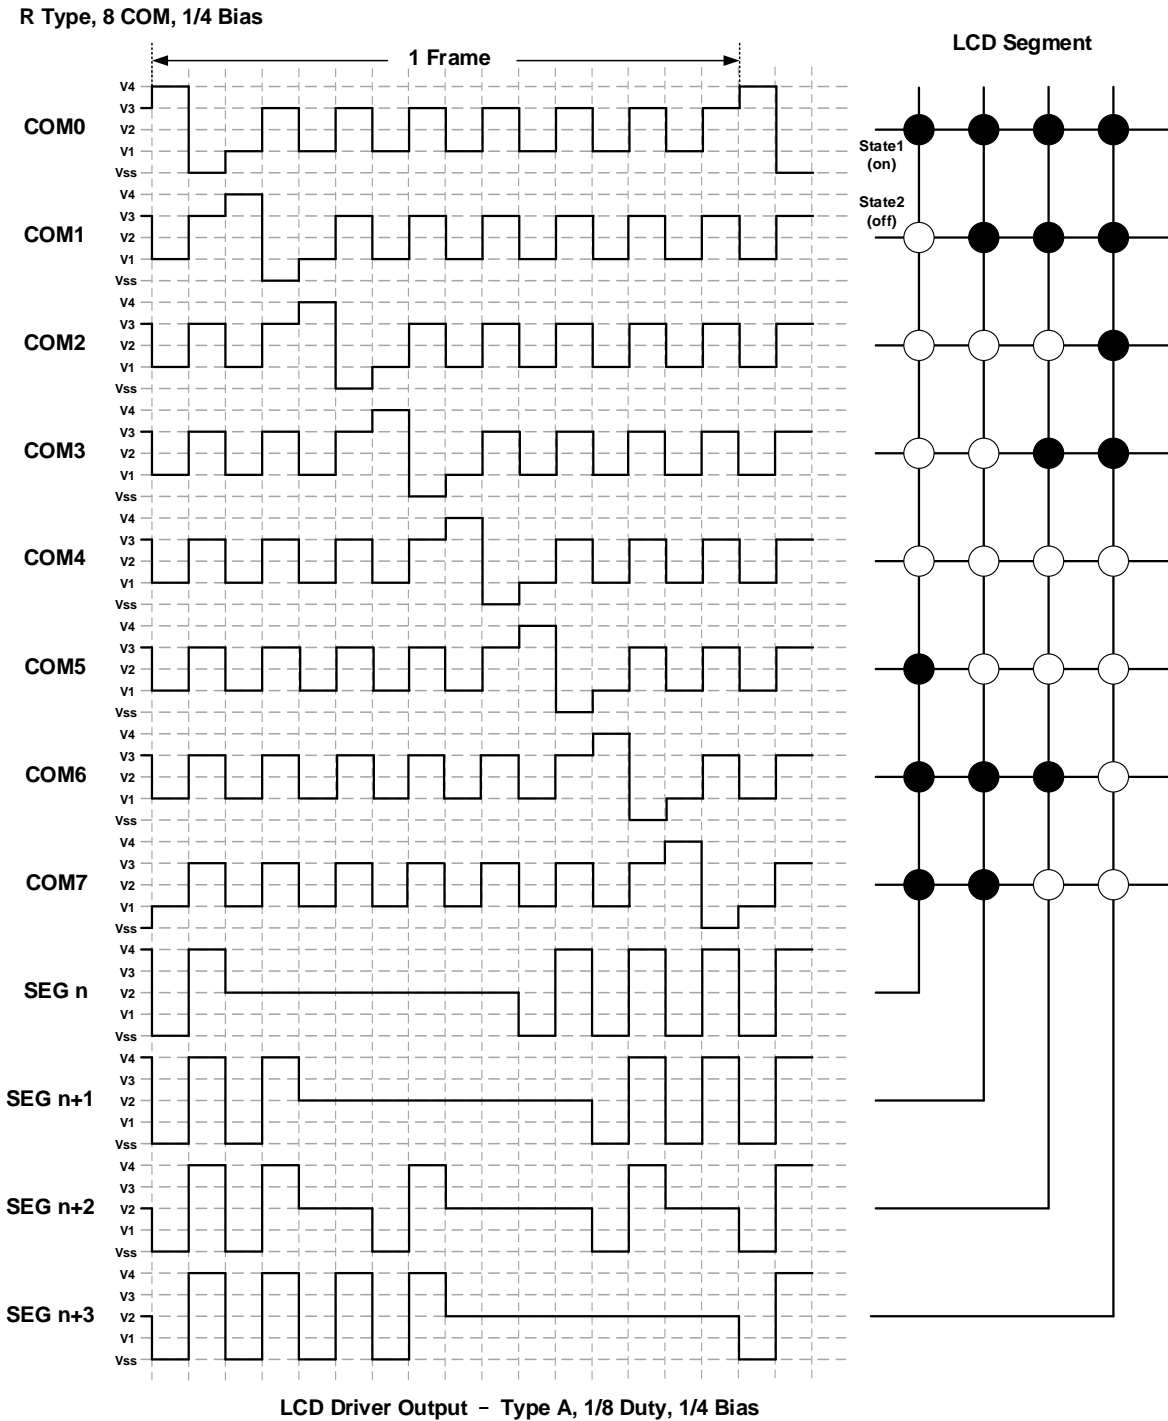 R Type, 8 COM, 1/4 Bias
1 Frame
LCD Segment
COM0
V4
V3
V2
V1
Vss
State1
(on)
COM1
V4
V3
V2
V1
Vss
State2
(off)
COM2
V4
V3
V2
V1
Vss
COM3
V4
V3
V2
V1
Vss
COM4
V4
V3
V2
V1
Vss
COM5
V4
V3
V2
V1
Vss
COM6
V4
V3
V2
V1
Vss
COM7
V4
V3
V2
V1
Vss
SEG n
V4
V3
V2
V1
Vss
SEG n+1
V4
V3
V2
V1
Vss
SEG n+2
V4
V3
V2
V1
Vss
SEG n+3
V4
V3
V2
V1
Vss
LCD Driver Output – Type A, 1/8 Duty, 1/4 Bias